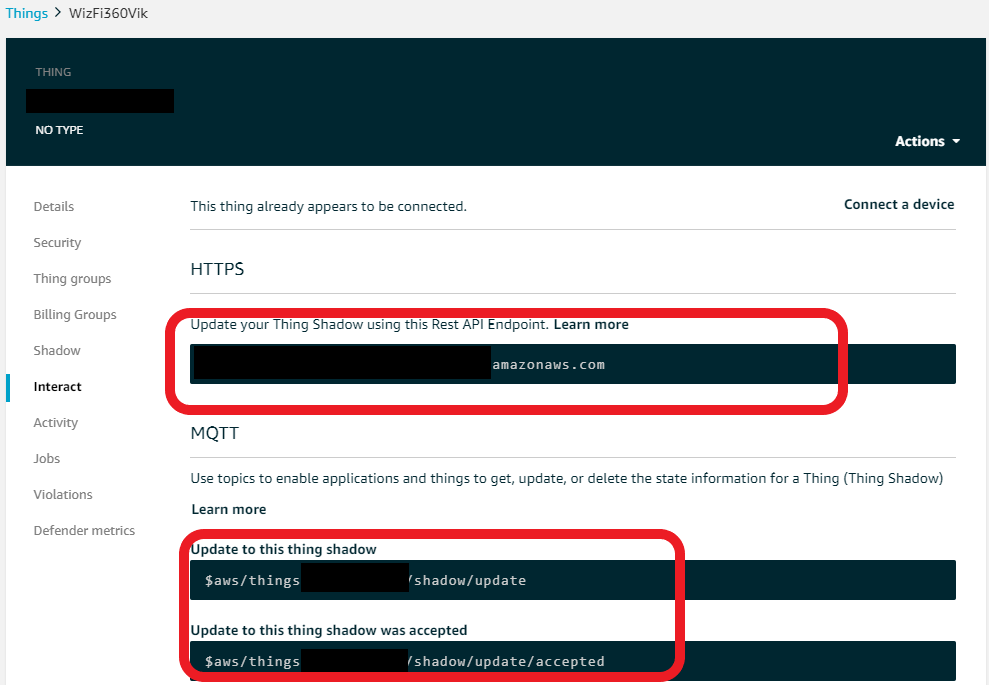 Things > WizFi360Vik
THING
NO TYPE
Actions
Details
Security
Thing groups
Billing Groups
Shadow
Interact
Activity
Jobs
Violations
Defender metrics
This thing already appears to be connected.
Connect a device
HTTPS
Update your Thing Shadow using this Rest API Endpoint. Learn more
amazonaws.com
MQTT
Use topics to enable applications and things to get, update, or delete the state information for a Thing (Thing Shadow)
Learn more
Update to this thing shadow
$aws/things /shadow/update
Update to this thing shadow was accepted
$aws/things /shadow/update/accepted